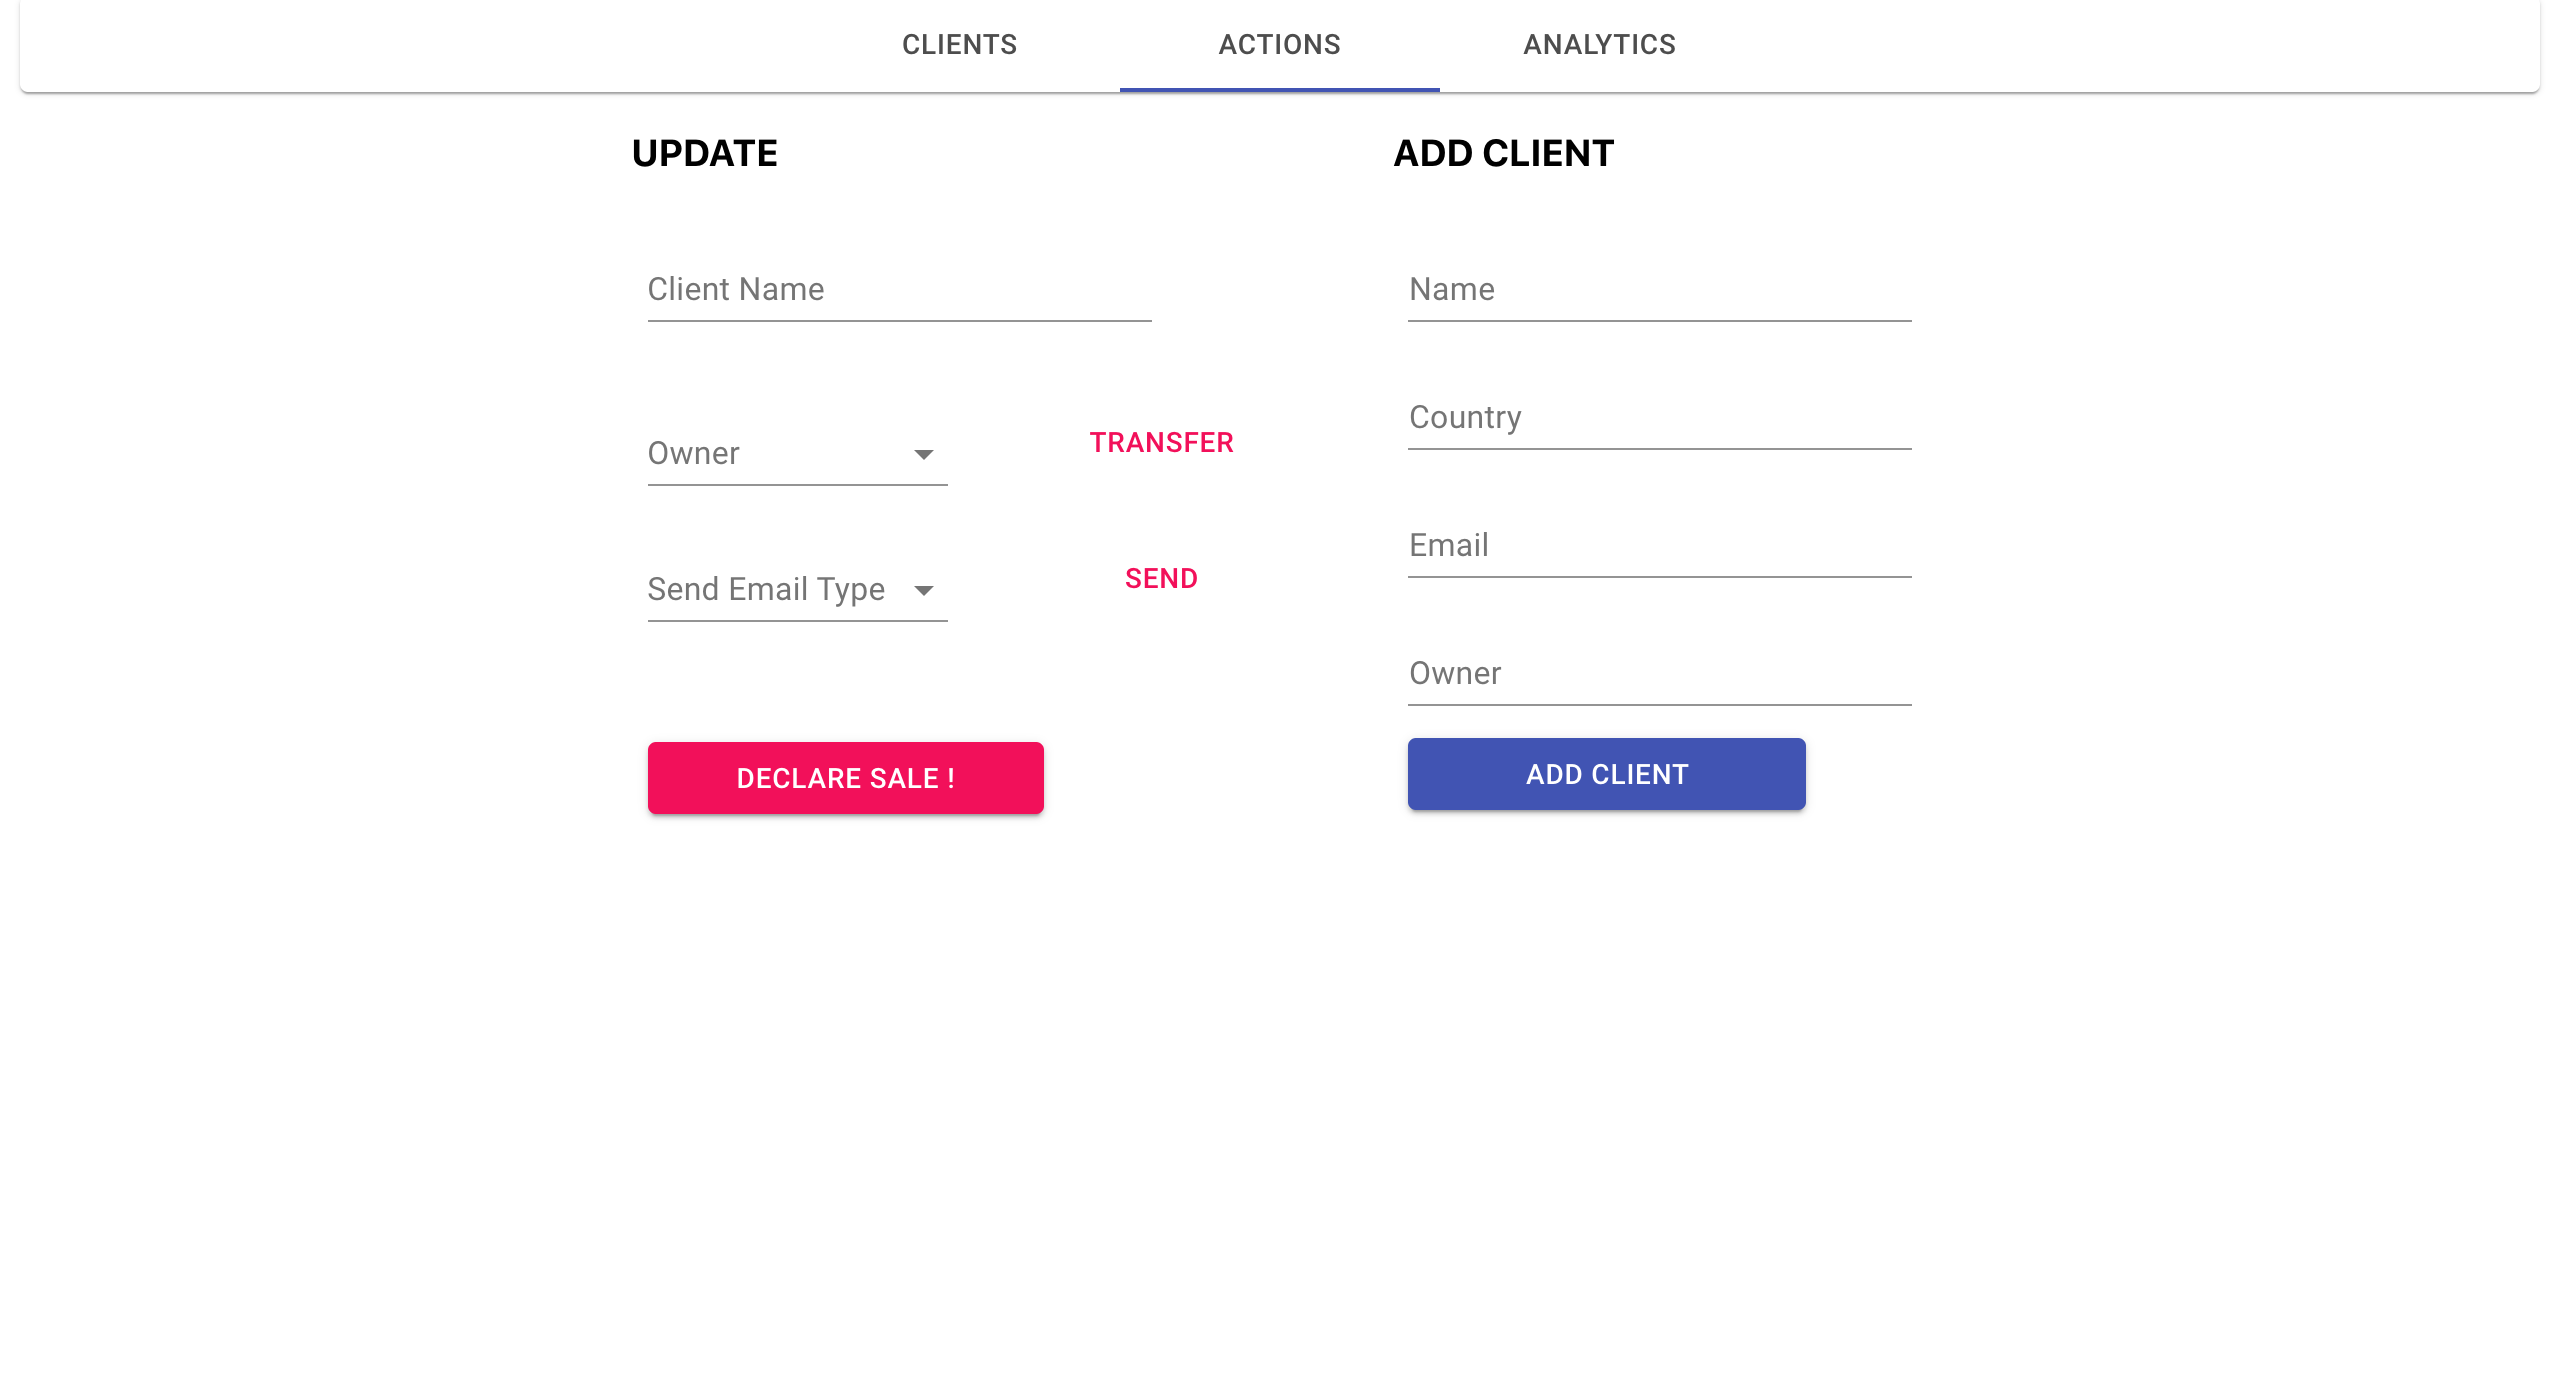 CLIENTS
ACTIONS
ANALYTICS
UPDATE
Client Name
Owner
TRANSFER
Send Email Type
SEND
DECLARE SALE !
ADD CLIENT
Name
Country
Email
Owner
ADD CLIENT